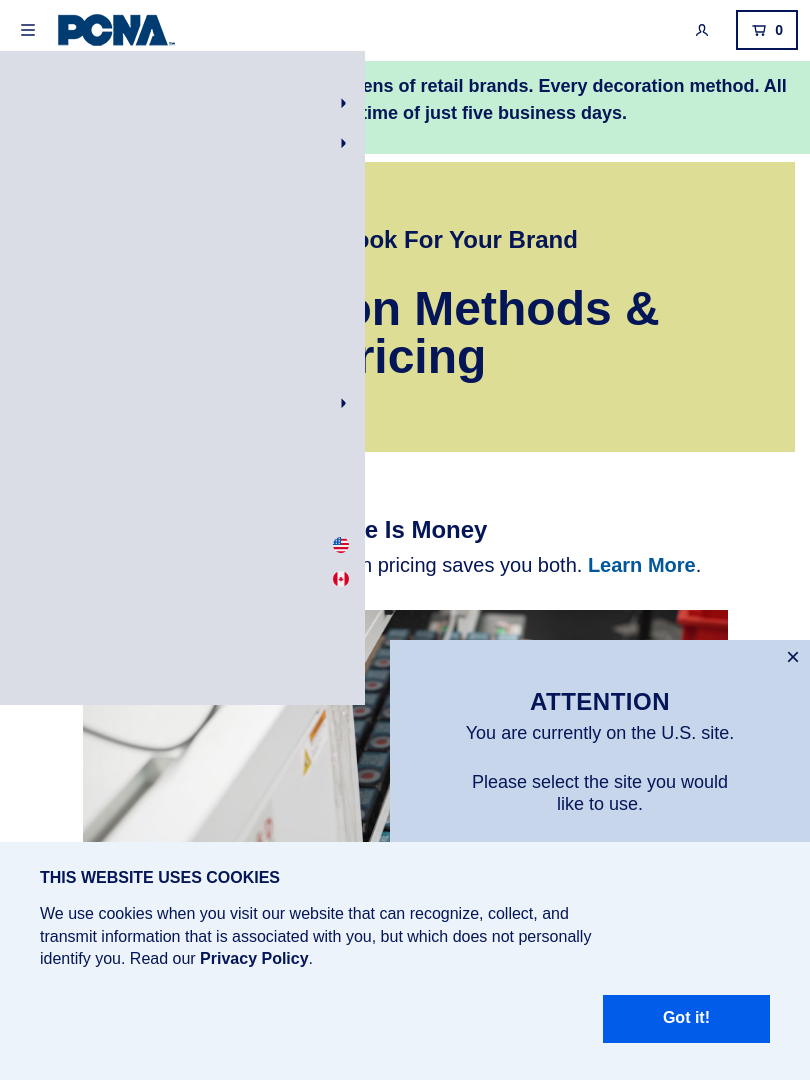 PCNA
0
ens of retail brands. Every decoration method. All
time of just five business days.
ook For Your Brand
on Methods &
ricing
e Is Money
n pricing saves you both. Learn More.
ATTENTION
You are currently on the U.S. site.
Please select the site you would
like to use.
THIS WEBSITE USES COOKIES
We use cookies when you visit our website that can recognize, collect, and
transmit information that is associated with you, but which does not personally
identify you. Read our Privacy Policy.
Got it!